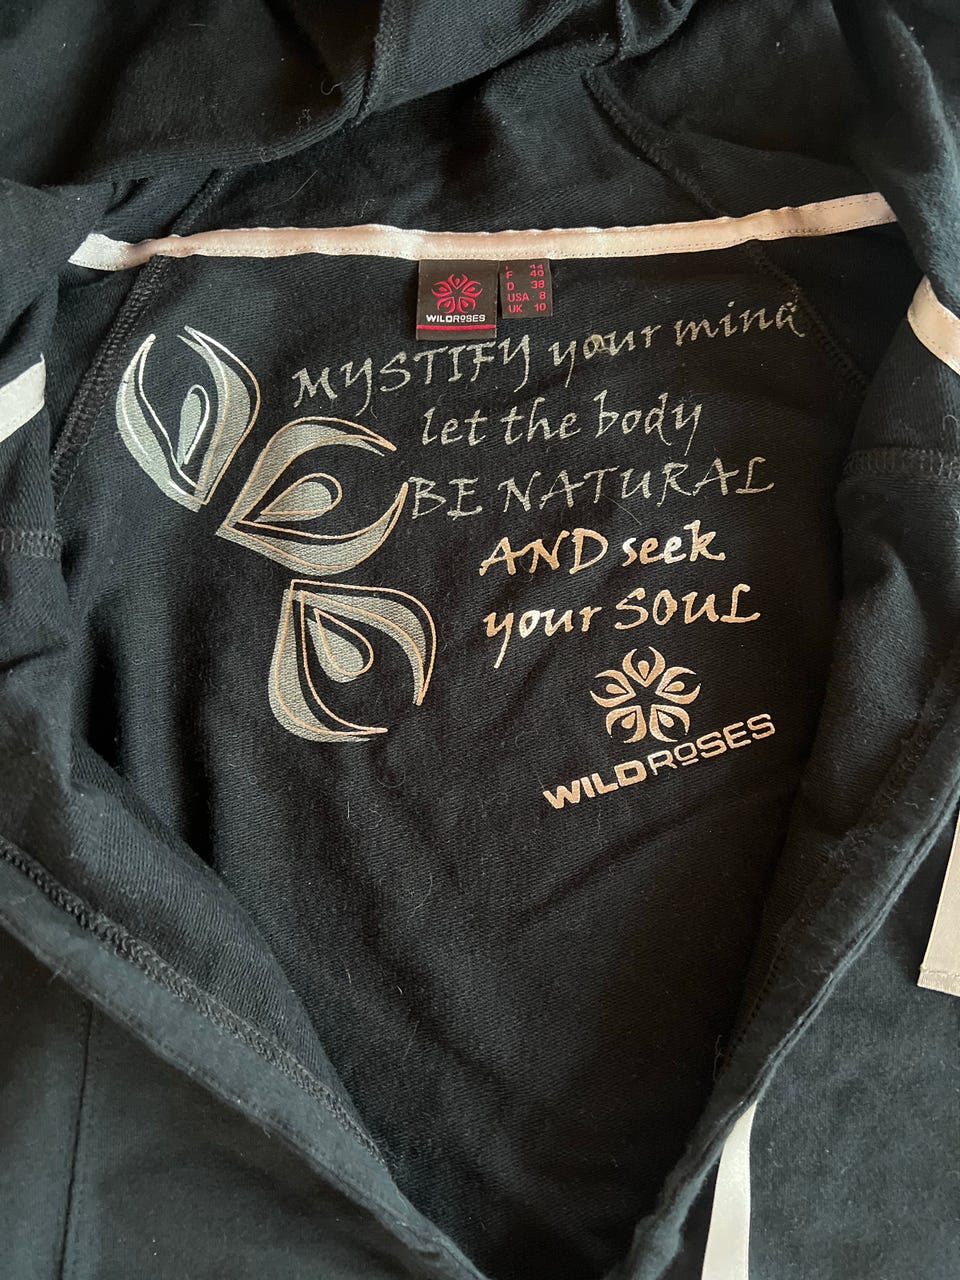 WILDROSES
I 44
F 40
D 38
USA 8
UK 10
MYSTIFY your mind
let the body
BE NATURAL
AND seek
your SOUL
WILDROSES